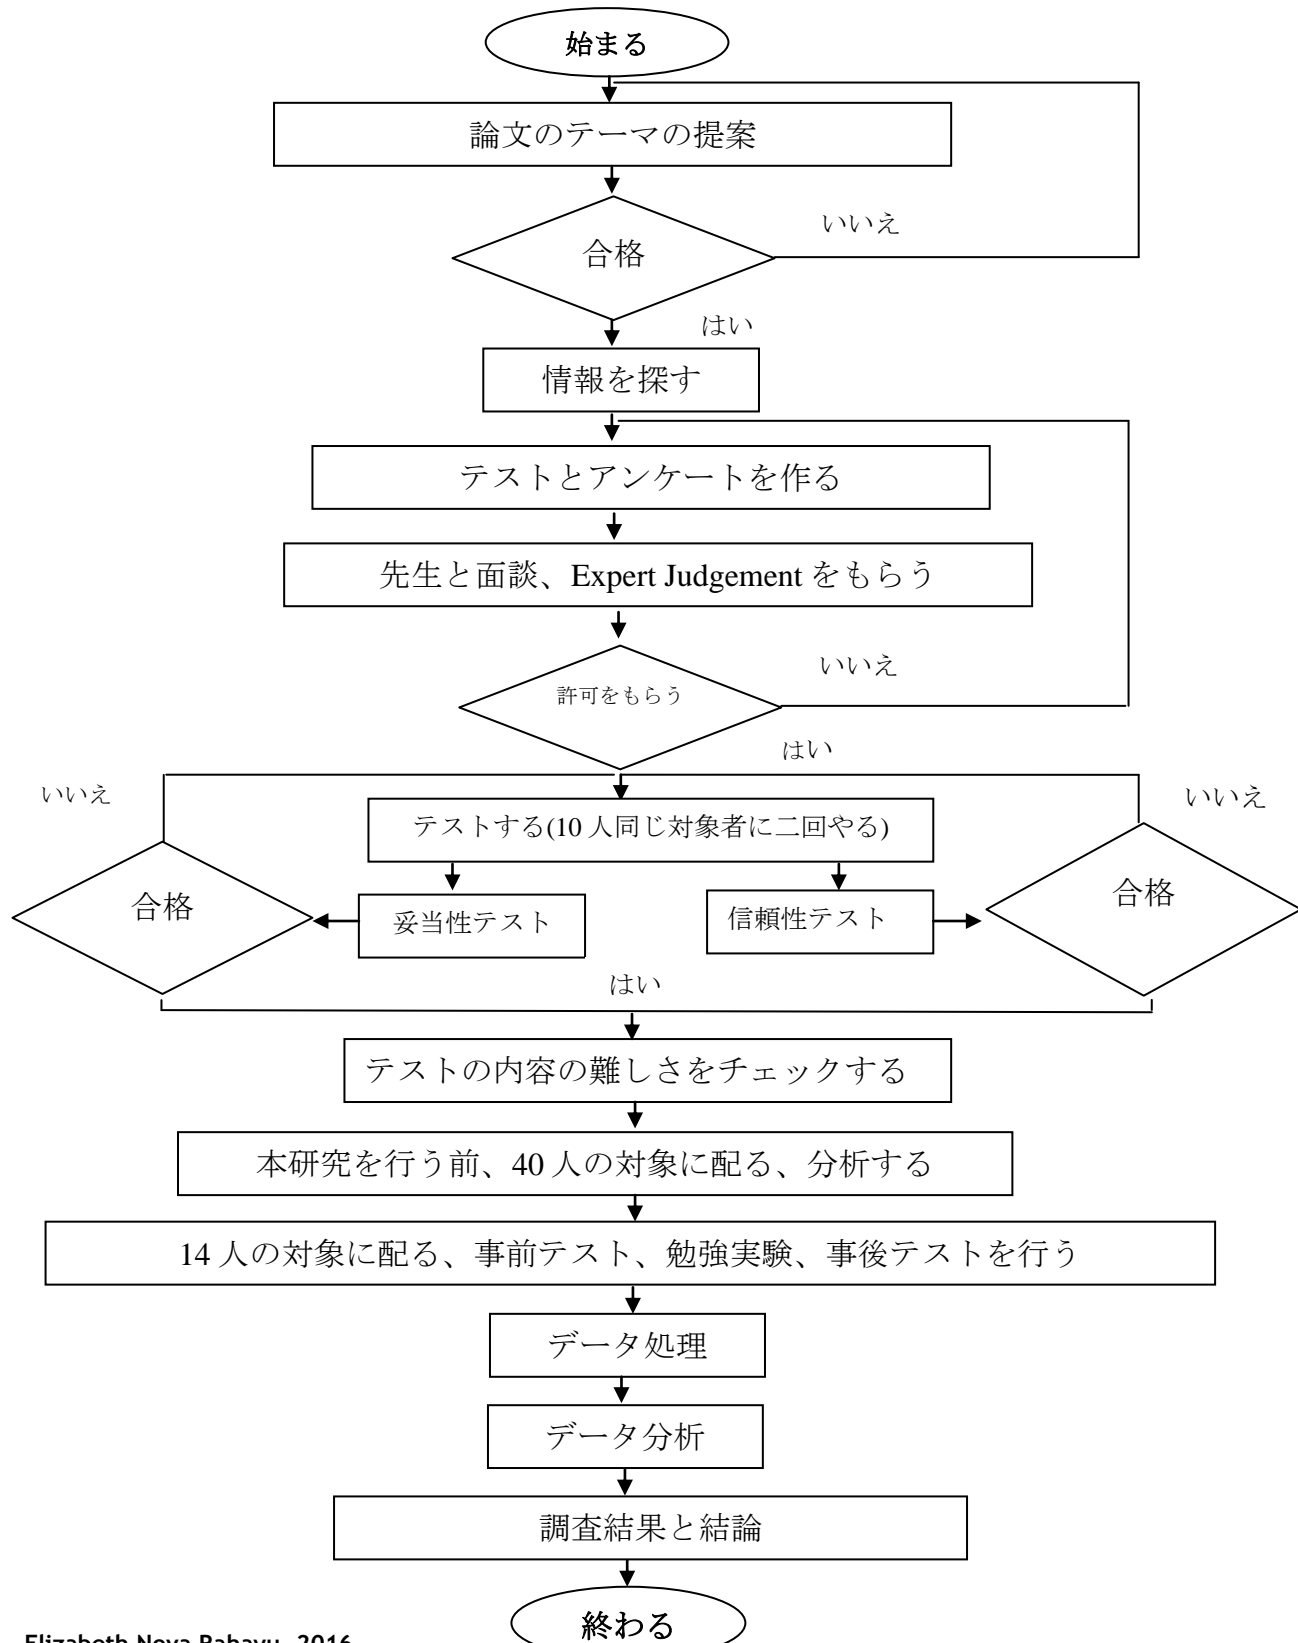 始まる
論文のテーマの提案
いいえ
合格
はい
情報を探す
テストとアンケートを作る
先生と面談、Expert Judgement をもらう
いいえ
許可をもらう
はい
いいえ
いいえ
テストする(10 人同じ対象者に二回やる)
合格
妥当性テスト
信頼性テスト
合格
はい
テストの内容の難しさをチェックする
本研究を行う前、40 人の対象に配る、分析する
14 人の対象に配る、事前テスト、勉強実験、事後テストを行う
データ処理
データ分析
調査結果と結論
終わる
Elizabeth Nova Rahayu, 2016